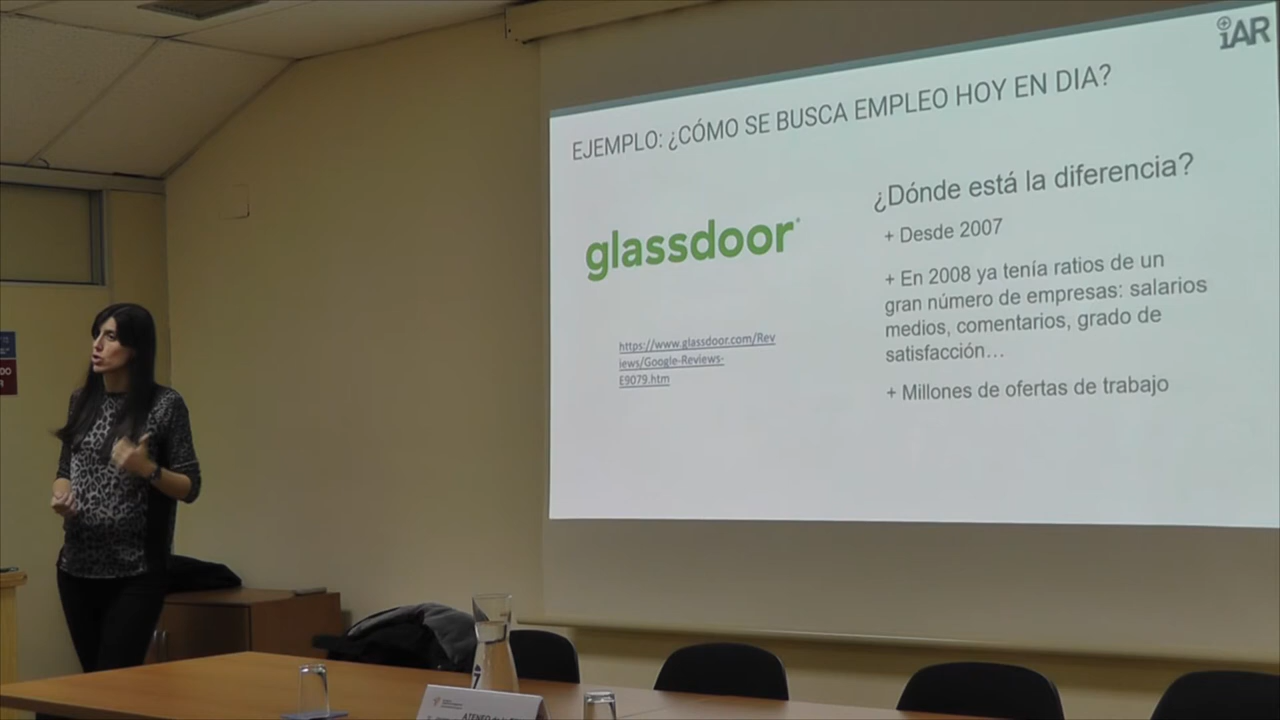 iAR
EJEMPLO: ¿CÓMO SE BUSCA EMPLEO HOY EN DIA?
glassdoor
https://www.glassdoor.com/Rev
iews/Google-Reviews-
E9079.htm
¿Dónde está la diferencia?
+ Desde 2007
+ En 2008 ya tenía ratios de un
gran número de empresas: salarios
medios, comentarios, grado de
satisfacción…
+ Millones de ofertas de trabajo
ATENEO